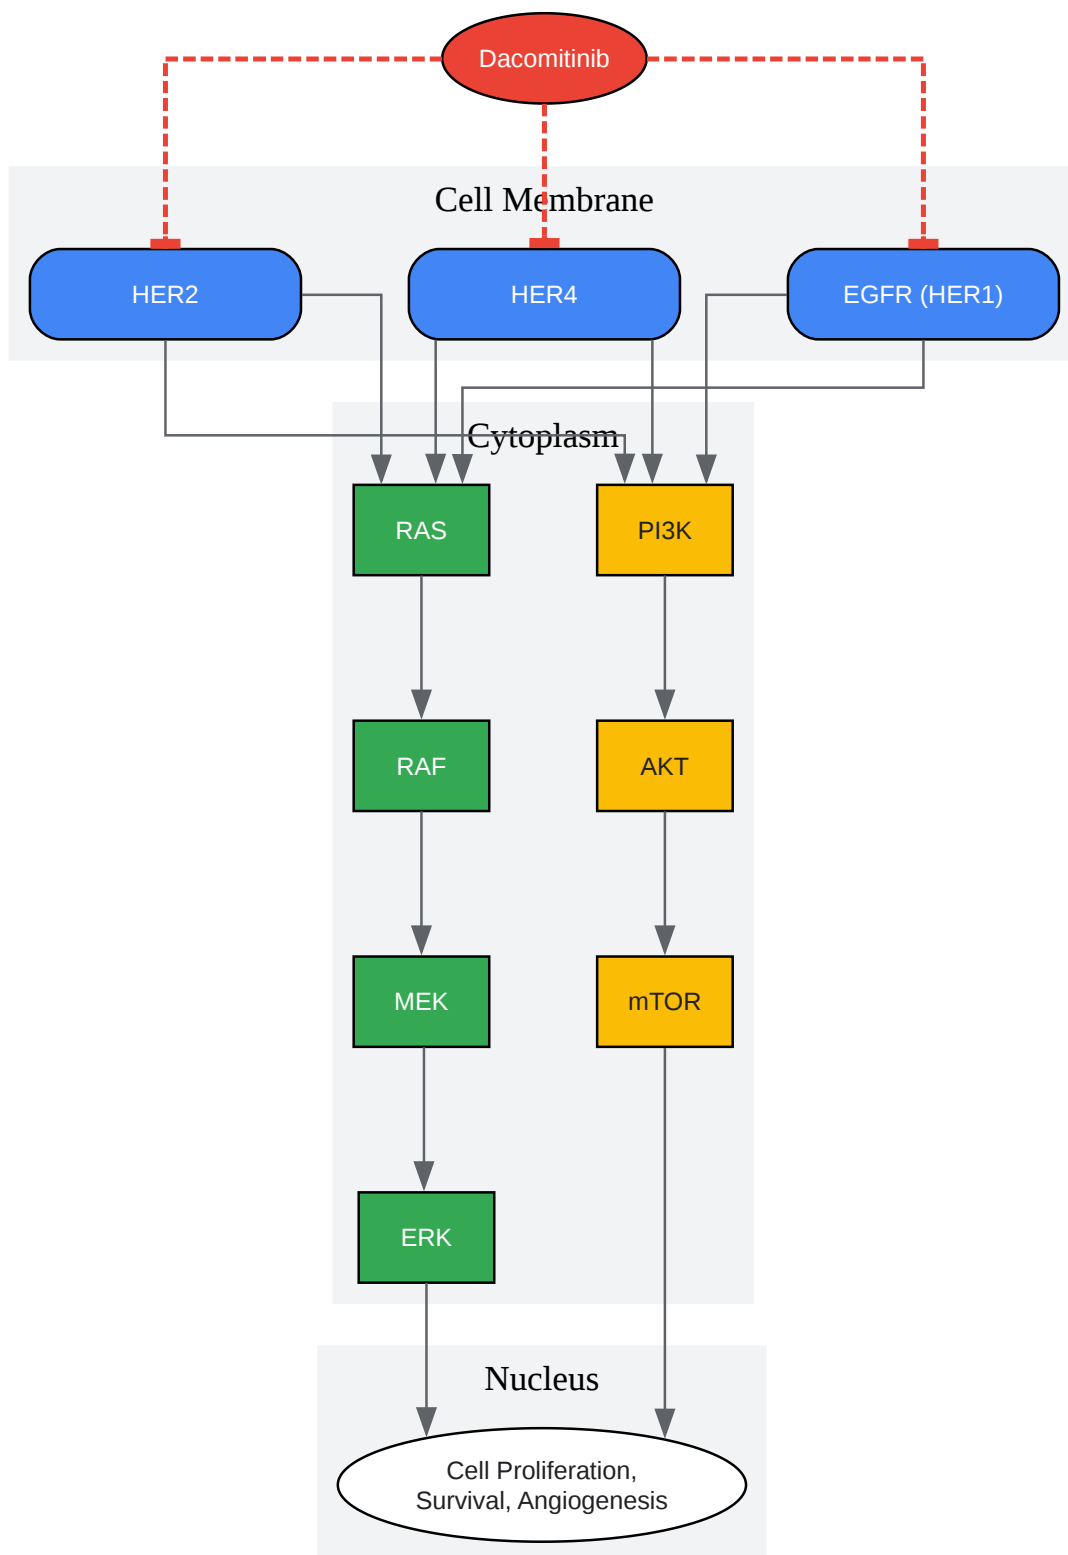 Dacomitinib
Cell Membrane
HER2
HER4
EGFR (HER1)
Cytoplasm
RAS
PI3K
RAF
AKT
MEK
mTOR
ERK
Nucleus
Cell Proliferation,
Survival, Angiogenesis